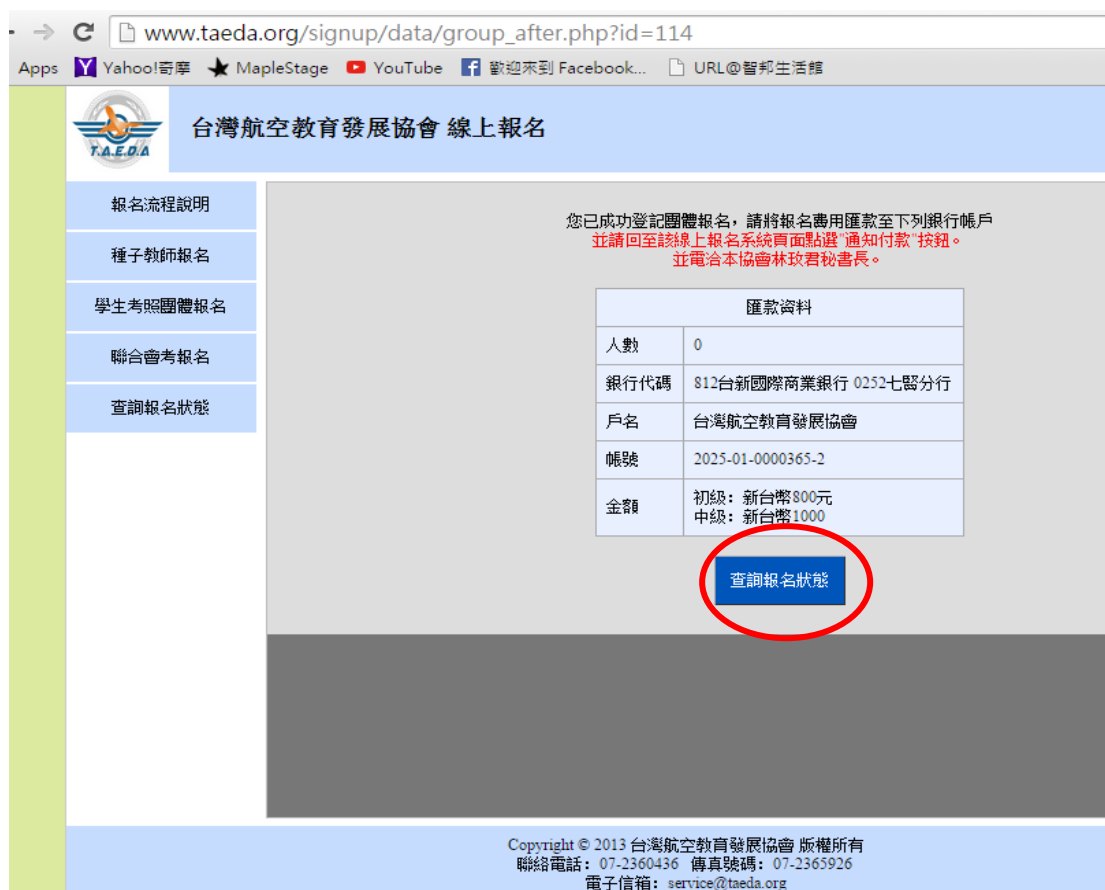 www.taeda.org/signup/data/group_after.php?id=114
Apps Yahoo!奇摩 MapleStage YouTube 歡迎來到 Facebook... URL@智邦生活館
T.A.E.D.A
台灣航空教育發展協會 線上報名
報名流程說明
種子教師報名
學生考照團體報名
聯合會考報名
查詢報名狀態
您已成功登記團體報名，請將報名費用匯款至下列銀行帳戶
並請回至該線上報名系統頁面點選"通知付款"按鈕。
並電洽本協會林玫君秘書長。
匯款資料
人數 0
銀行代碼 812台新國際商業銀行 0252七賢分行
戶名 台灣航空教育發展協會
帳號 2025-01-0000365-2
金額 初級：新台幣800元
中級：新台幣1000
查詢報名狀態
Copyright © 2013 台灣航空教育發展協會 版權所有
聯絡電話：07-2360436 傳真號碼：07-2365926
電子信箱：service@taeda.org